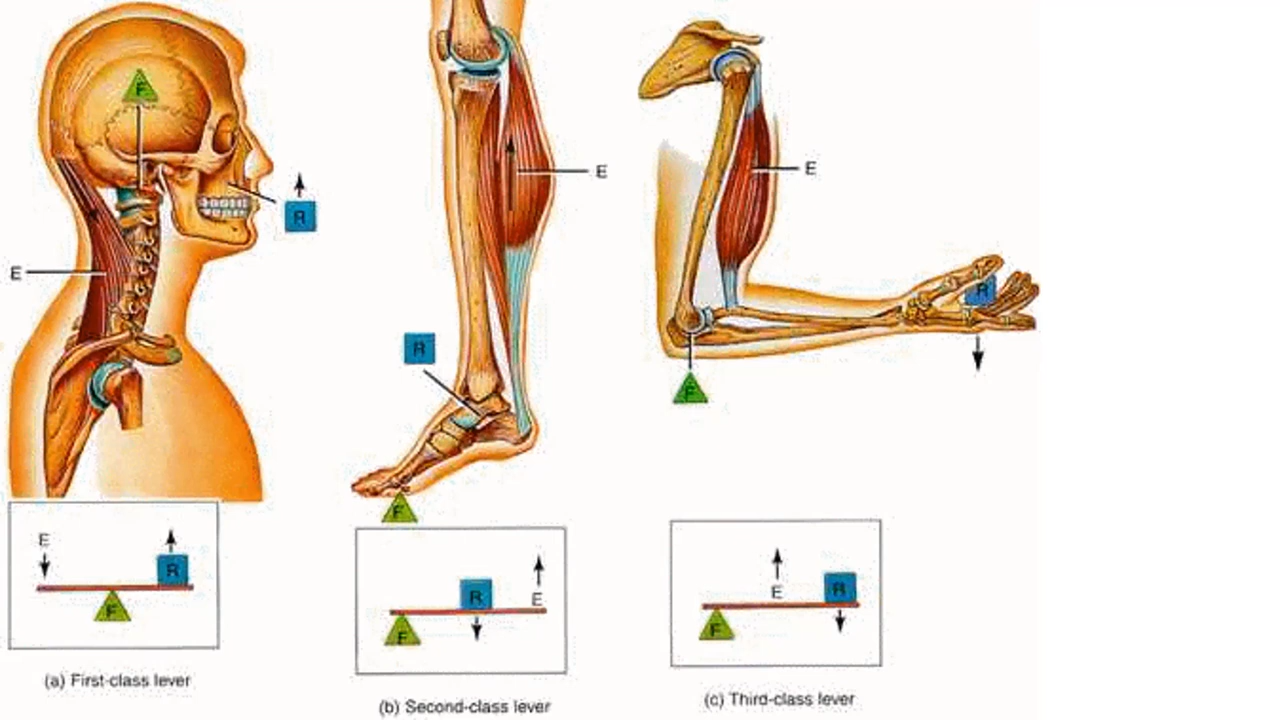 F
R
E
E
R
F
E
R
F
E
R
F
(a) First-class lever
R
E
F
(b) Second-class lever
E
R
F
(c) Third-class lever